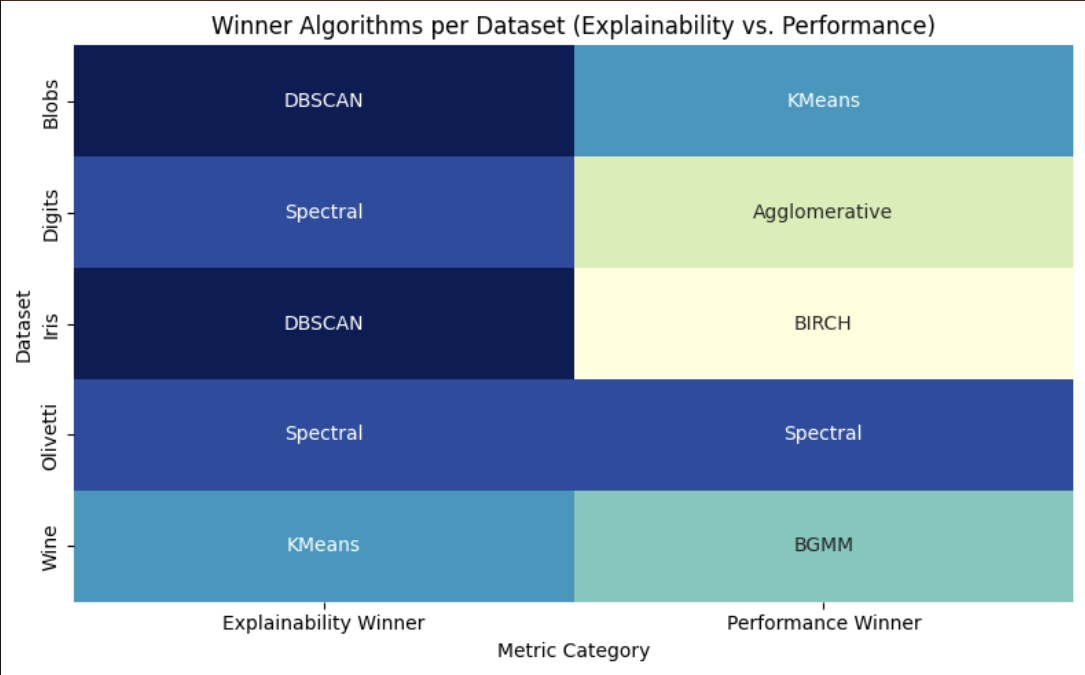 Winner Algorithms per Dataset (Explainability vs. Performance)
Dataset
Blobs
DBSCAN
KMeans
Digits
Spectral
Agglomerative
Iris
DBSCAN
BIRCH
Olivetti
Spectral
Spectral
Wine
KMeans
BGMM
Explainability Winner
Performance Winner
Metric Category